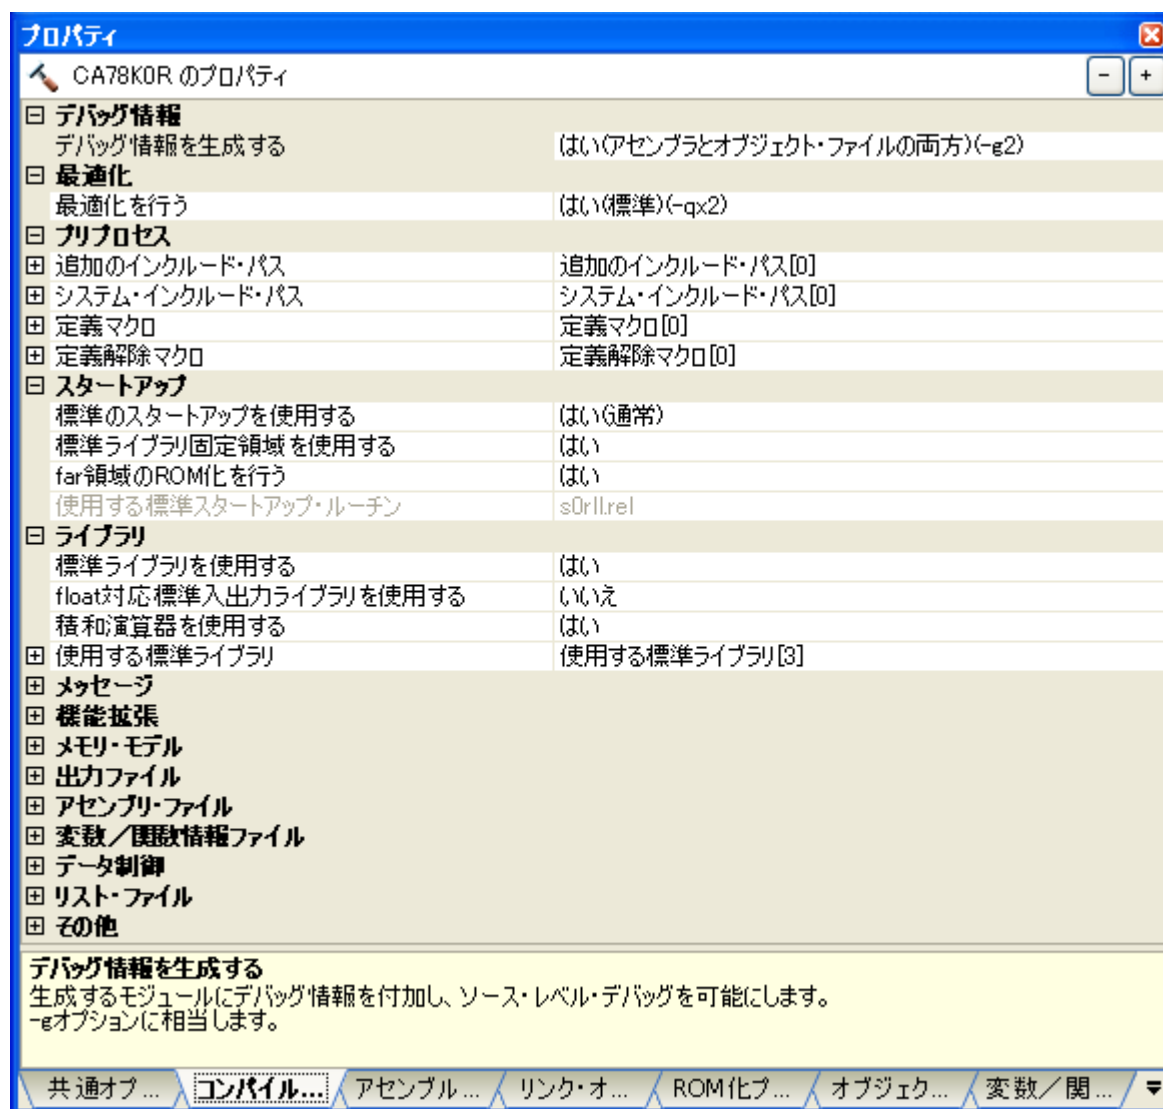 プロパティ
CA78K0R のプロパティ
デバッグ情報
デバッグ情報を生成する はい(アセンブラとオブジェクト・ファイルの両方)(-g2)
最適化
最適化を行う はい(標準)(-qx2)
プリプロセス
追加のインクルード・パス 追加のインクルード・パス[0]
システム・インクルード・パス システム・インクルード・パス[0]
定義マクロ 定義マクロ[0]
定義解除マクロ 定義解除マクロ[0]
スタートアップ
標準のスタートアップを使用する はい(通常)
標準ライブラリ固定領域を使用する はい
far領域のROM化を行う はい
使用する標準スタートアップ・ルーチン s0rll.rel
ライブラリ
標準ライブラリを使用する はい
float対応標準入出力ライブラリを使用する いいえ
積和演算器を使用する はい
使用する標準ライブラリ 使用する標準ライブラリ[3]
メッセージ
機能拡張
メモリ・モデル
出力ファイル
アセンブリ・ファイル
変数／関数情報ファイル
データ制御
リスト・ファイル
その他
デバッグ情報を生成する
生成するモジュールにデバッグ情報を付加し、ソース・レベル・デバッグを可能にします。
-gオプションに相当します。
共通オプ... コンパイル... アセンブル ... リンク・オ... ROM化プ... オブジェク... 変数／関...